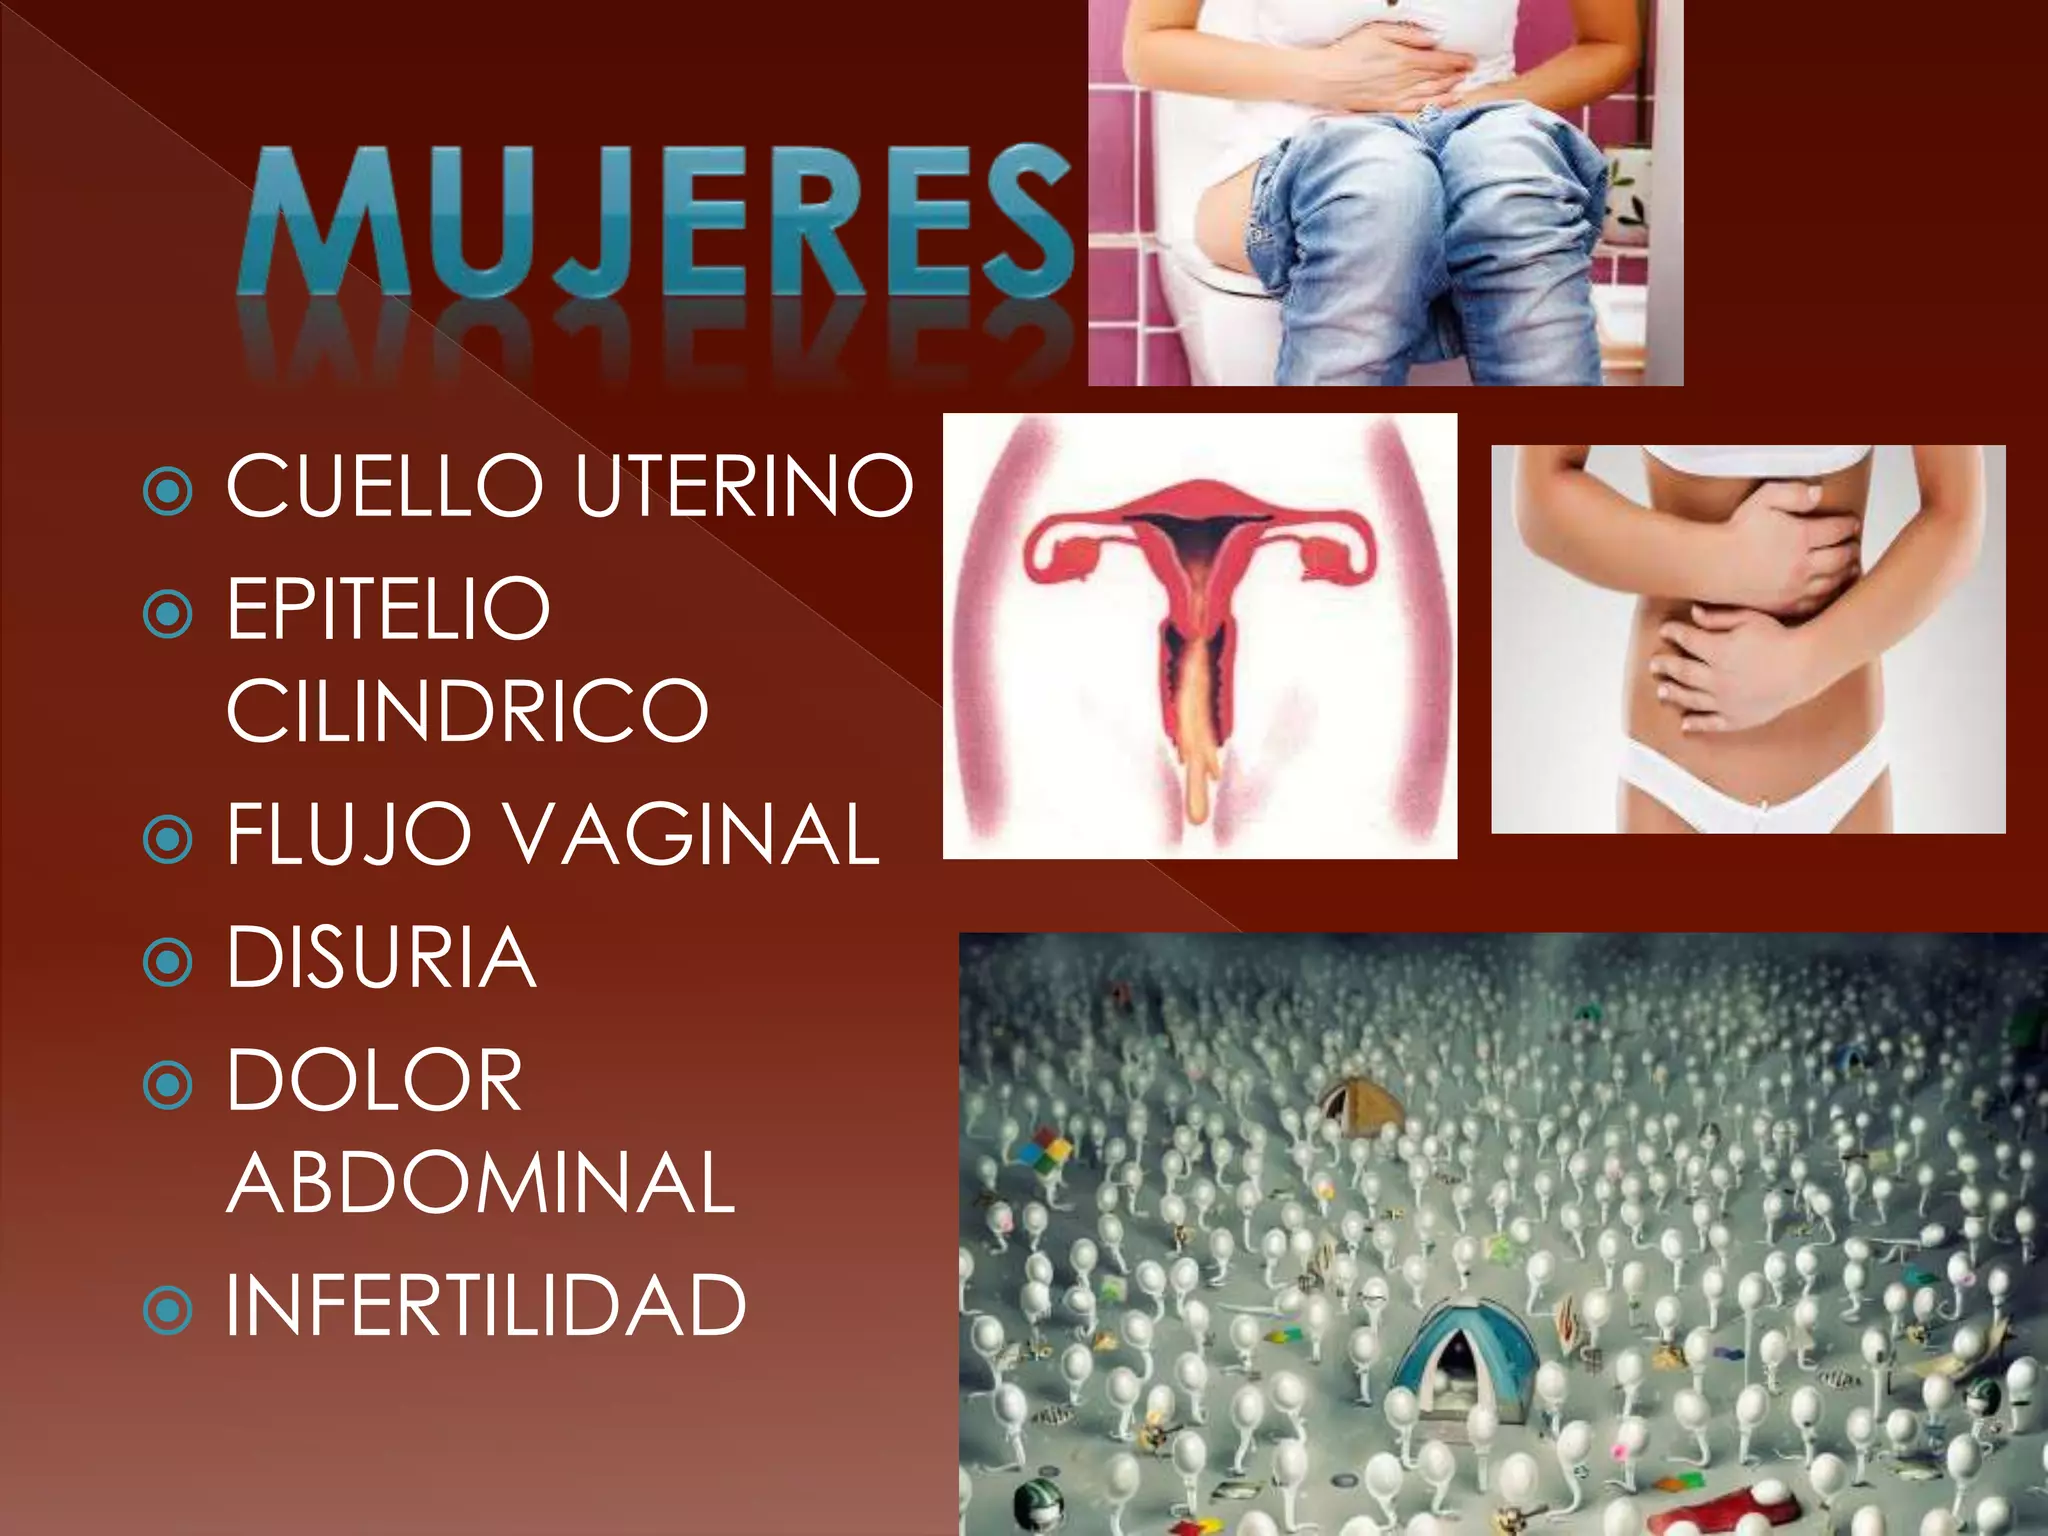 MUJERES
CUELLO UTERINO
EPITELIO
CILINDRICO
FLUJO VAGINAL
DISURIA
DOLOR
ABDOMINAL
INFERTILIDAD